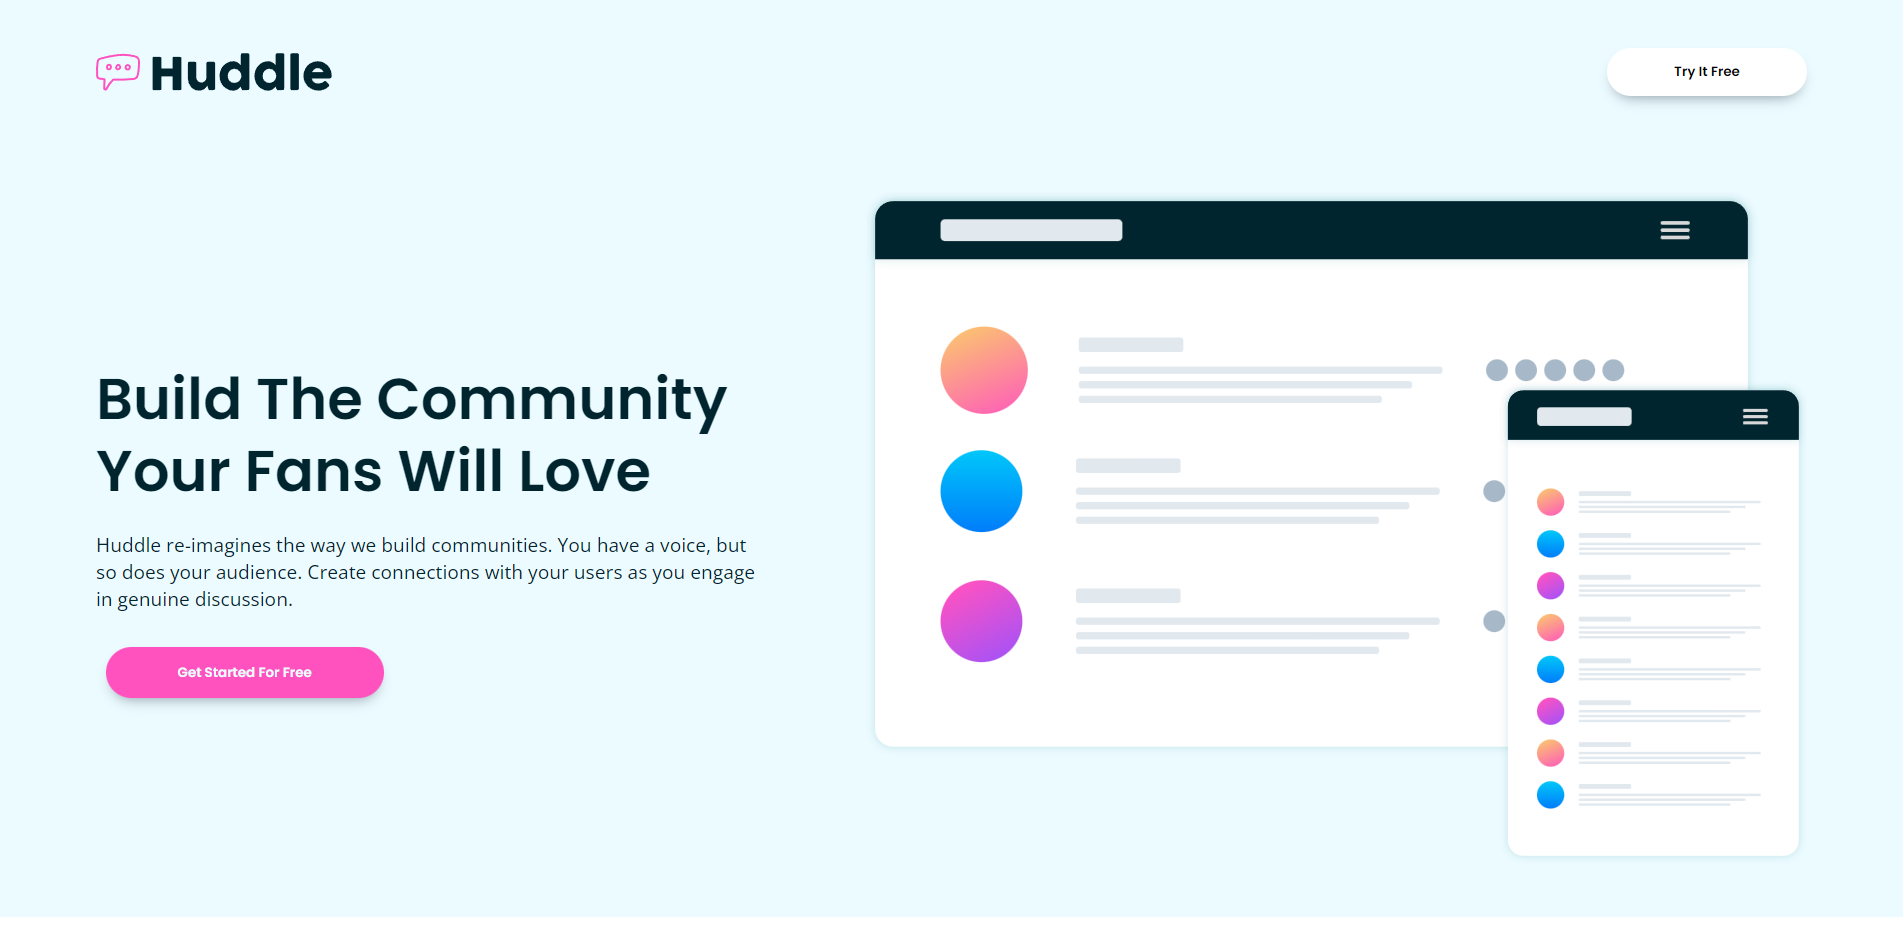 Huddle
Try It Free
Build The Community
Your Fans Will Love
Huddle re-imagines the way we build communities. You have a voice, but
so does your audience. Create connections with your users as you engage
in genuine discussion.
Get Started For Free